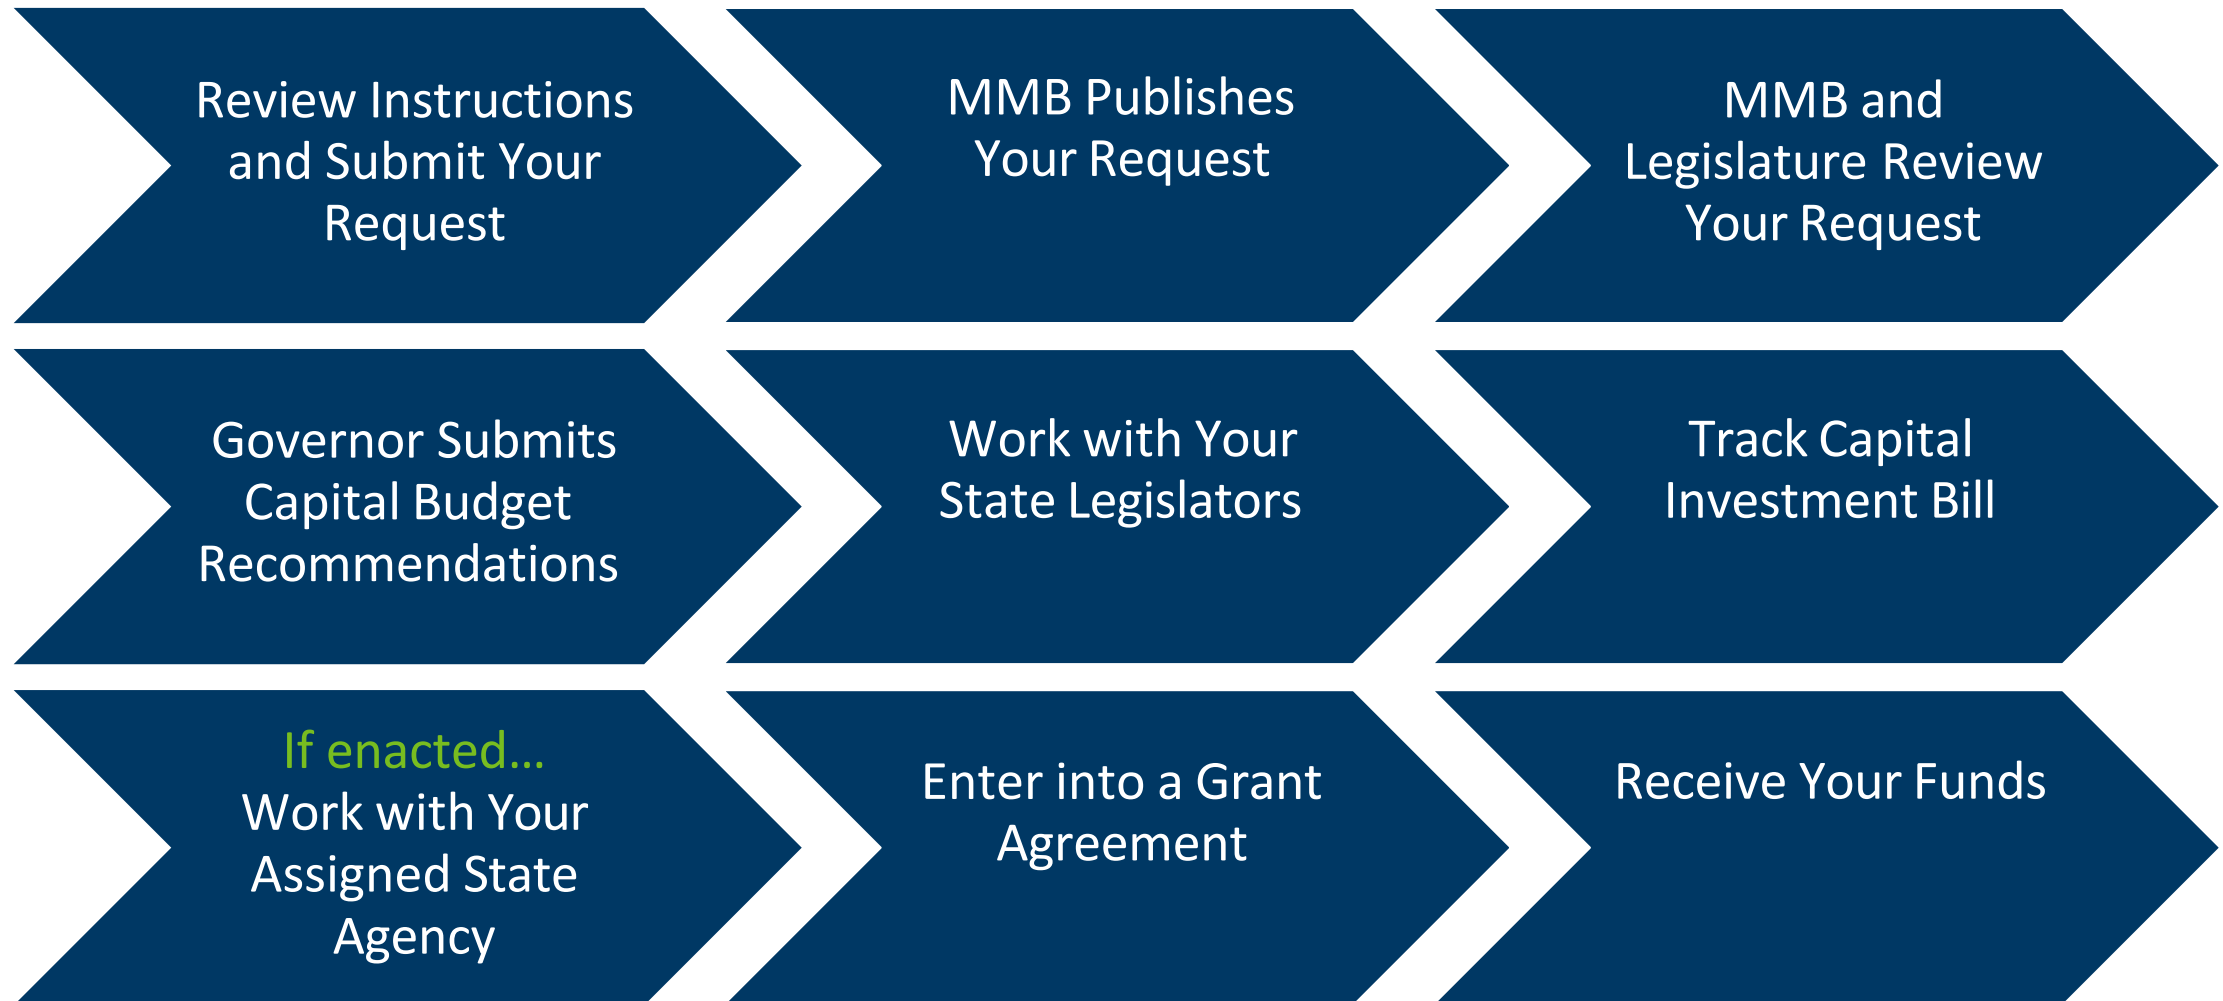 Review Instructions
and Submit Your
Request
MMB Publishes
Your Request
MMB and
Legislature Review
Your Request
Governor Submits
Capital Budget
Recommendations
Work with Your
State Legislators
Track Capital
Investment Bill
If enacted...
Work with Your
Assigned State
Agency
Enter into a Grant
Agreement
Receive Your Funds